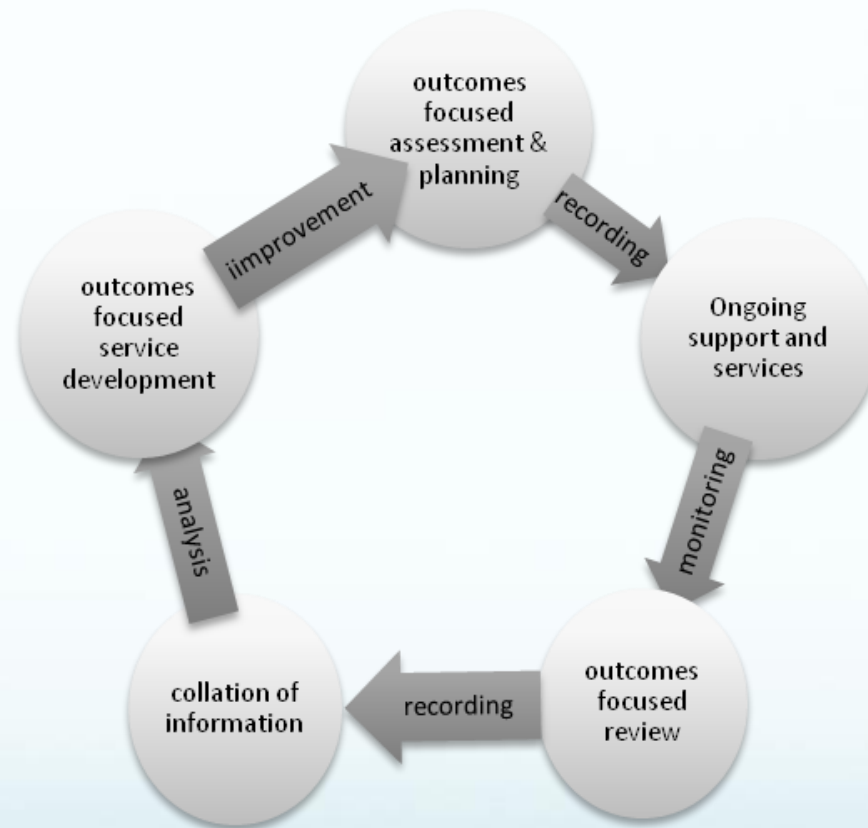 outcomes
focused
assessment &
planning
recording
Ongoing
support and
services
monitoring
outcomes
focused
review
recording
collation of
information
analysis
outcomes
focused
service
development
iimprovement